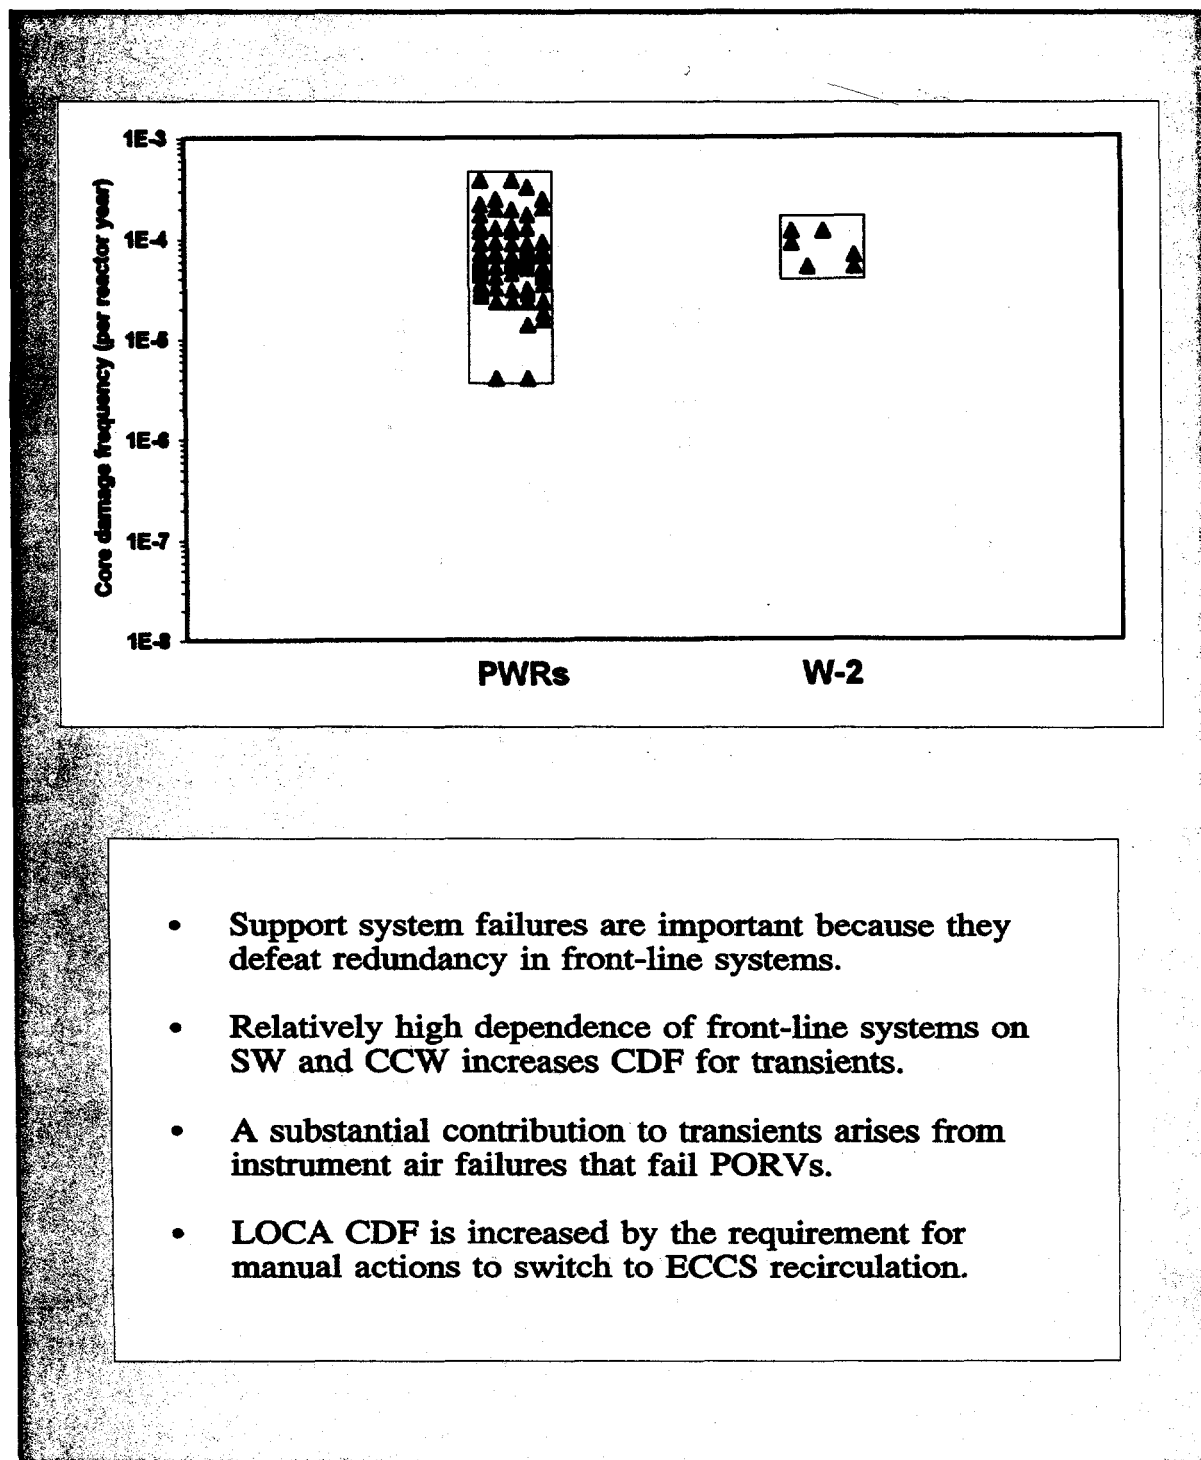 Core damage frequency (per reactor year)
1E-3
1E-4
1E-5
1E-6
1E-7
1E-8
PWRs
W-2
• Support system failures are important because they
defeat redundancy in front-line systems.
• Relatively high dependence of front-line systems on
SW and CCW increases CDF for transients.
• A substantial contribution to transients arises from
instrument air failures that fail PORVs.
• LOCA CDF is increased by the requirement for
manual actions to switch to ECCS recirculation.